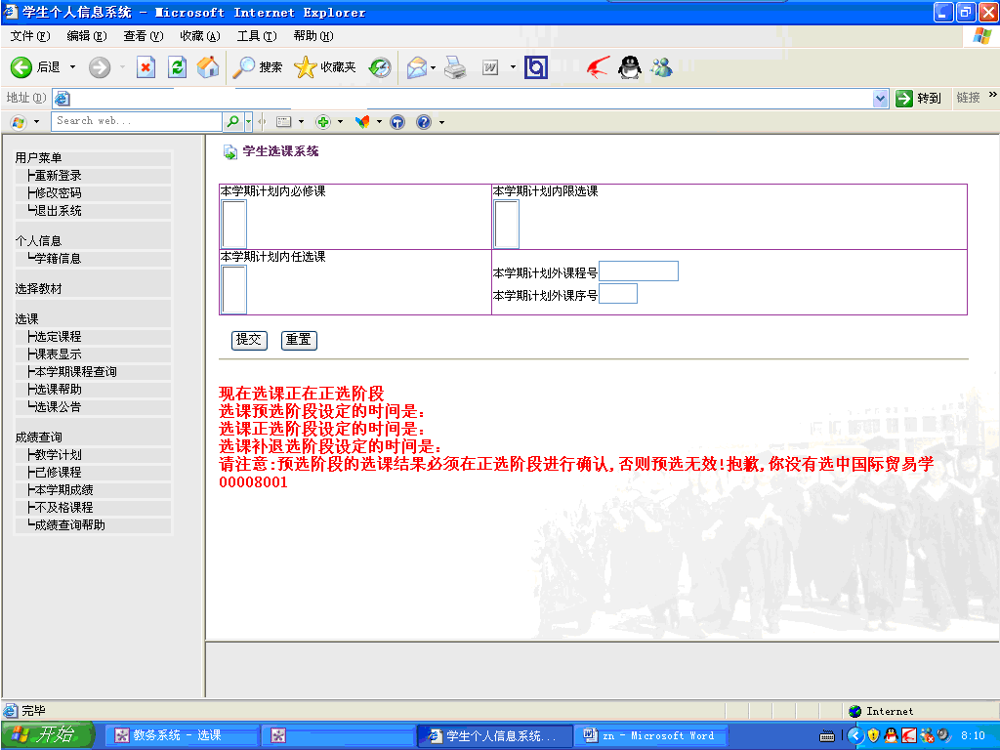 学生个人信息系统 - Microsoft Internet Explorer
文件(F) 编辑(E) 查看(V) 收藏(A) 工具(T) 帮助(H)
后退 搜索 收藏夹 W
地址(D) 转到 链接 »
Search web...
用户菜单
├重新登录
├修改密码
└退出系统
个人信息
└学籍信息
选择教材
选课
├选定课程
├课表显示
├本学期课程查询
├选课帮助
└选课公告
成绩查询
├教学计划
├已修课程
├本学期成绩
├不及格课程
└成绩查询帮助
学生选课系统
本学期计划内必修课 本学期计划内限选课
本学期计划内任选课
本学期计划外课程号
本学期计划外课序号
提交 重置
现在选课正在正选阶段
选课预选阶段设定的时间是:
选课正选阶段设定的时间是:
选课补退选阶段设定的时间是:
请注意:预选阶段的选课结果必须在正选阶段进行确认,否则预选无效!抱歉,你没有选中国际贸易学
00008001
完毕 Internet
开始 教务系统 - 选课 学生个人信息系统... zn - Microsoft Word 8:10